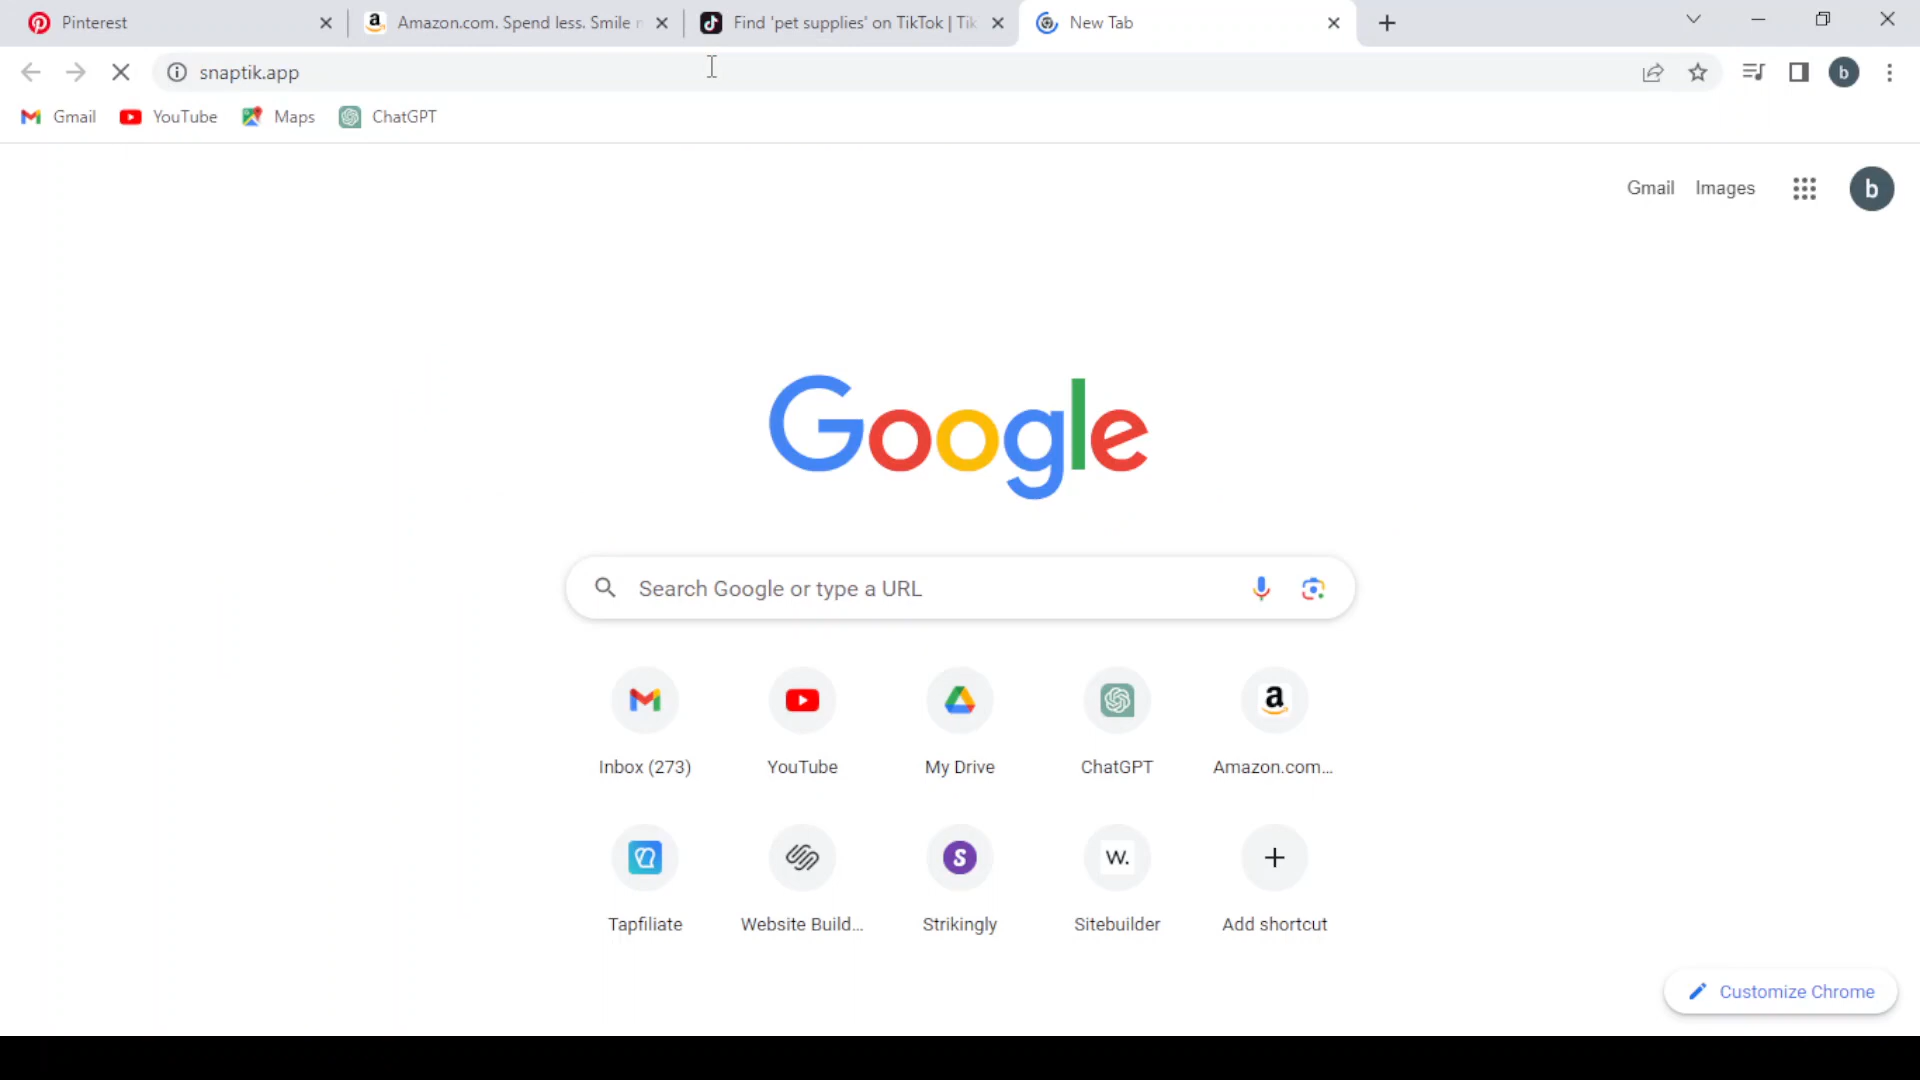 Pinterest
Amazon.com. Spend less. Smile
Find 'pet supplies' on TikTok | Tik
New Tab
snaptik.app
b
Gmail
YouTube
Maps
ChatGPT
Gmail
Images
b
Google
Search Google or type a URL
Inbox (273)
YouTube
My Drive
ChatGPT
Amazon.com...
Tapfiliate
Website Build...
Strikingly
W.
Sitebuilder
Add shortcut
Customize Chrome